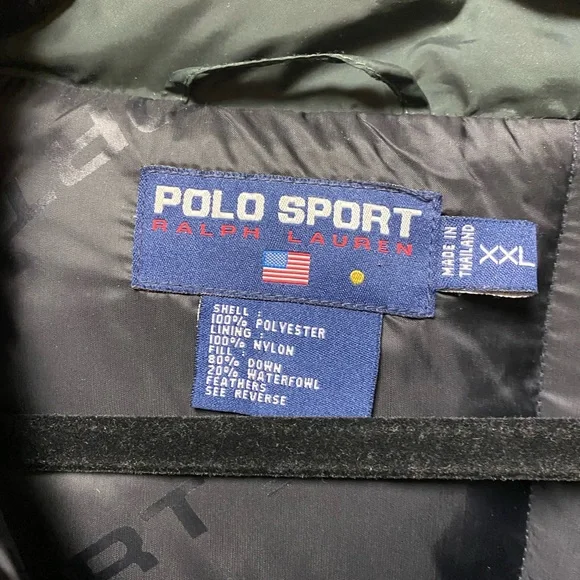 POLO SPORT
RALPH LAUREN
MADE IN
THAILAND
XXL
SHELL :
100% POLYESTER
LINING :
100% NYLON
FILL :
80% DOWN
20% WATERFOWL
FEATHERS
SEE REVERSE
RT